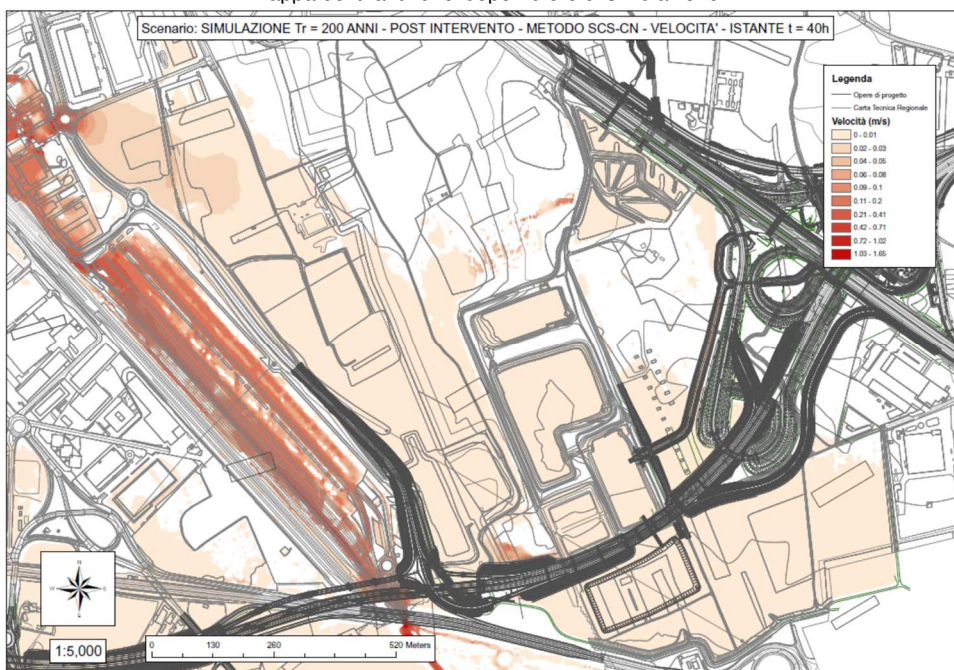 Scenario: SIMULAZIONE Tr = 200 ANNI - POST INTERVENTO - METODO SCS-CN - VELOCITA' - ISTANTE t = 40h
Legenda
Opere di progetto
Carta Tecnica Regionale
Velocità (m/s)
0 - 0.01
0.02 - 0.03
0.04 - 0.05
0.06 - 0.08
0.09 - 0.1
0.11 - 0.2
0.21 - 0.41
0.42 - 0.71
0.72 - 1.02
1.03 - 1.65
N
W
E
S
1:5,000
0 130 260 520 Meters